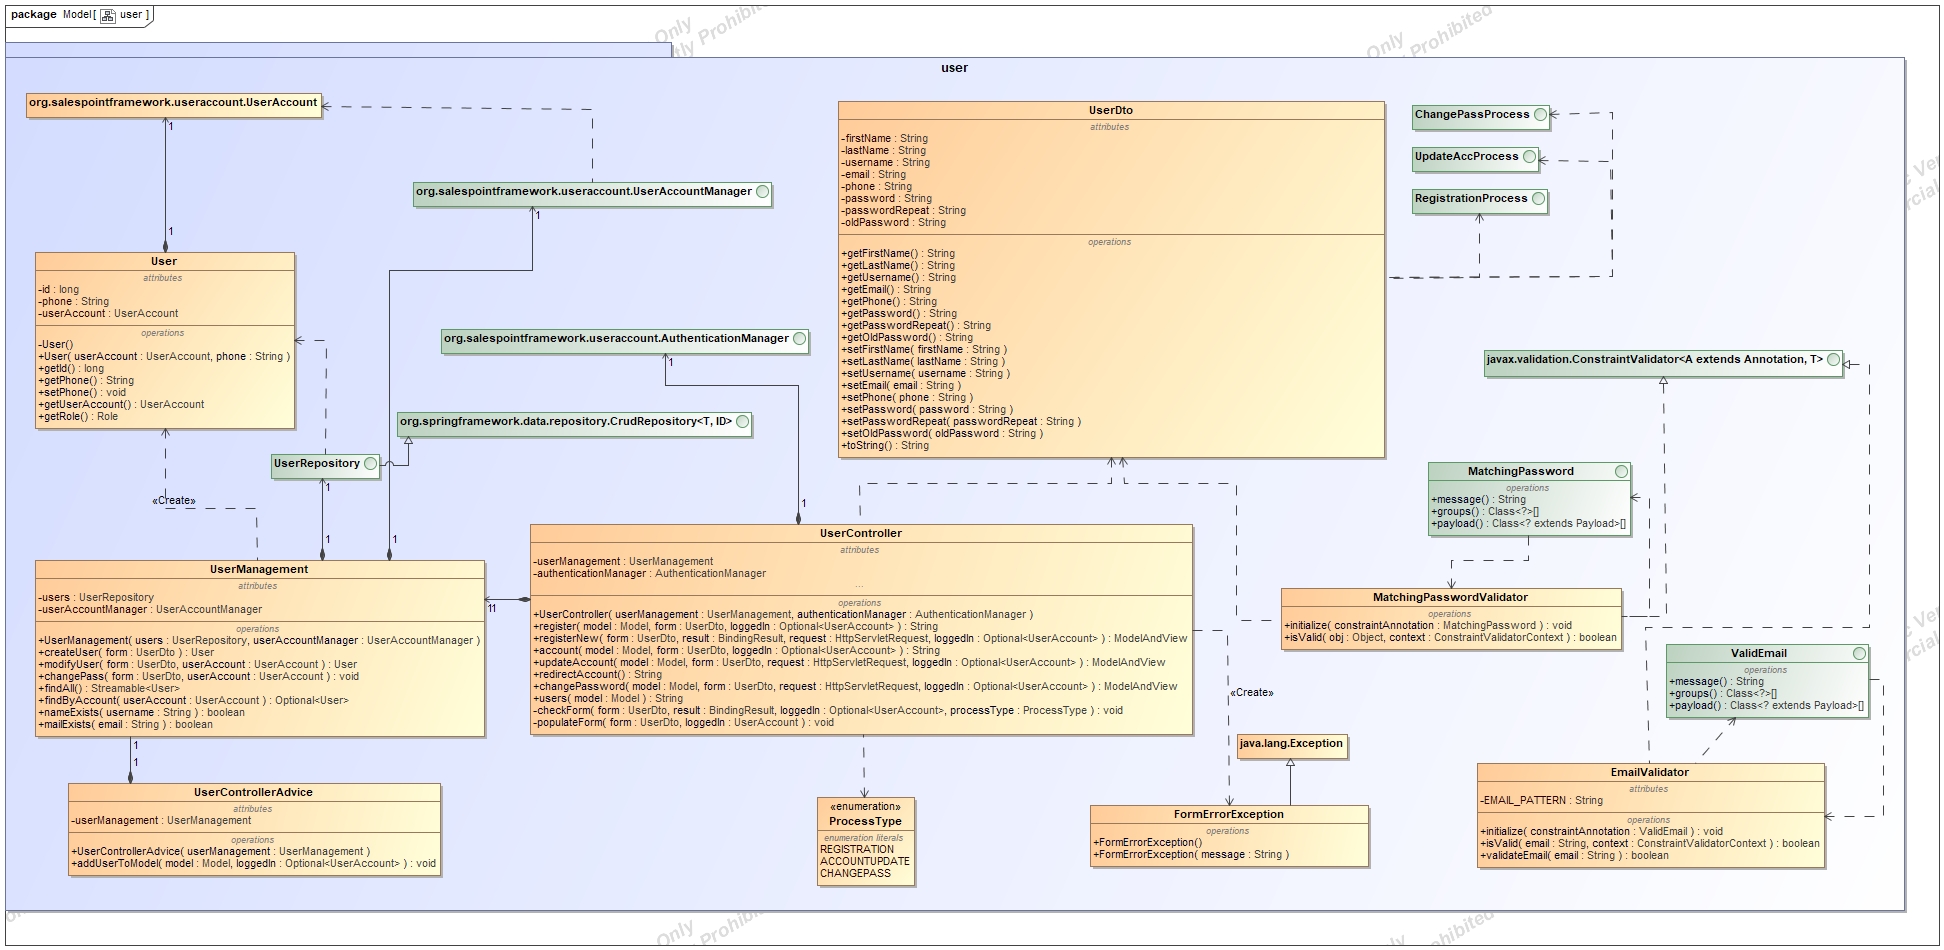 package Model[ user ]
Only
tly Prohibited
Only
Prohibited
user
org.salespointframework.useraccount.UserAccount
1
1
org.salespointframework.useraccount.UserAccountManager
1
User
attributes
-id : long
-phone : String
-userAccount : UserAccount
operations
-User()
+User( userAccount : UserAccount, phone : String )
+getId() : long
+getPhone() : String
+setPhone() : void
+getUserAccount() : UserAccount
+getRole() : Role
UserDto
attributes
-firstName : String
-lastName : String
-username : String
-email : String
-phone : String
-password : String
-passwordRepeat : String
-oldPassword : String
operations
+getFirstName() : String
+getLastName() : String
+getUsername() : String
+getEmail() : String
+getPhone() : String
+getPassword() : String
+getPasswordRepeat() : String
+getOldPassword() : String
+setFirstName( firstName : String )
+setLastName( lastName : String )
+setUsername( username : String )
+setEmail( email : String )
+setPhone( phone : String )
+setPassword( password : String )
+setPasswordRepeat( passwordRepeat : String )
+setOldPassword( oldPassword : String )
+toString() : String
ChangePassProcess
UpdateAccProcess
RegistrationProcess
org.salespointframework.useraccount.AuthenticationManager
1
1
org.springframework.data.repository.CrudRepository<T, ID>
UserRepository
1
1
1
«Create»
javax.validation.ConstraintValidator<A extends Annotation, T>
MatchingPassword
operations
+message() : String
+groups() : Class<?>[]
+payload() : Class<? extends Payload>[]
UserManagement
attributes
-users : UserRepository
-userAccountManager : UserAccountManager
operations
+UserManagement( users : UserRepository, userAccountManager : UserAccountManager )
+createUser( form : UserDto ) : User
+modifyUser( form : UserDto, userAccount : UserAccount ) : User
+changePass( form : UserDto, userAccount : UserAccount ) : void
+findAll() : Streamable<User>
+findByAccount( userAccount : UserAccount ) : Optional<User>
+nameExists( username : String ) : boolean
+mailExists( email : String ) : boolean
11
UserController
attributes
-userManagement : UserManagement
-authenticationManager : AuthenticationManager
...
operations
+UserController( userManagement : UserManagement, authenticationManager : AuthenticationManager )
+register( model : Model, form : UserDto, loggedIn : Optional<UserAccount> ) : String
+registerNew( form : UserDto, result : BindingResult, request : HttpServletRequest, loggedIn : Optional<UserAccount> ) : ModelAndView
+account( model : Model, form : UserDto, loggedIn : Optional<UserAccount> ) : String
+updateAccount( model : Model, form : UserDto, request : HttpServletRequest, loggedIn : Optional<UserAccount> ) : ModelAndView
+redirectAccount() : String
+changePassword( model : Model, form : UserDto, request : HttpServletRequest, loggedIn : Optional<UserAccount> ) : ModelAndView
+users( model : Model ) : String
-checkForm( form : UserDto, result : BindingResult, loggedIn : Optional<UserAccount>, processType : ProcessType ) : void
-populateForm( form : UserDto, loggedIn : UserAccount ) : void
«Create»
MatchingPasswordValidator
operations
+initialize( constraintAnnotation : MatchingPassword ) : void
+isValid( obj : Object, context : ConstraintValidatorContext ) : boolean
ValidEmail
operations
+message() : String
+groups() : Class<?>[]
+payload() : Class<? extends Payload>[]
1
1
UserControllerAdvice
attributes
-userManagement : UserManagement
operations
+UserControllerAdvice( userManagement : UserManagement )
+addUserToModel( model : Model, loggedIn : Optional<UserAccount> ) : void
«enumeration»
ProcessType
enumeration literals
REGISTRATION
ACCOUNTUPDATE
CHANGEPASS
java.lang.Exception
FormErrorException
operations
+FormErrorException()
+FormErrorException( message : String )
EmailValidator
attributes
-EMAIL_PATTERN : String
operations
+initialize( constraintAnnotation : ValidEmail ) : void
+isValid( email : String, context : ConstraintValidatorContext ) : boolean
+validateEmail( email : String ) : boolean
Only
Prohibited
Prohibited